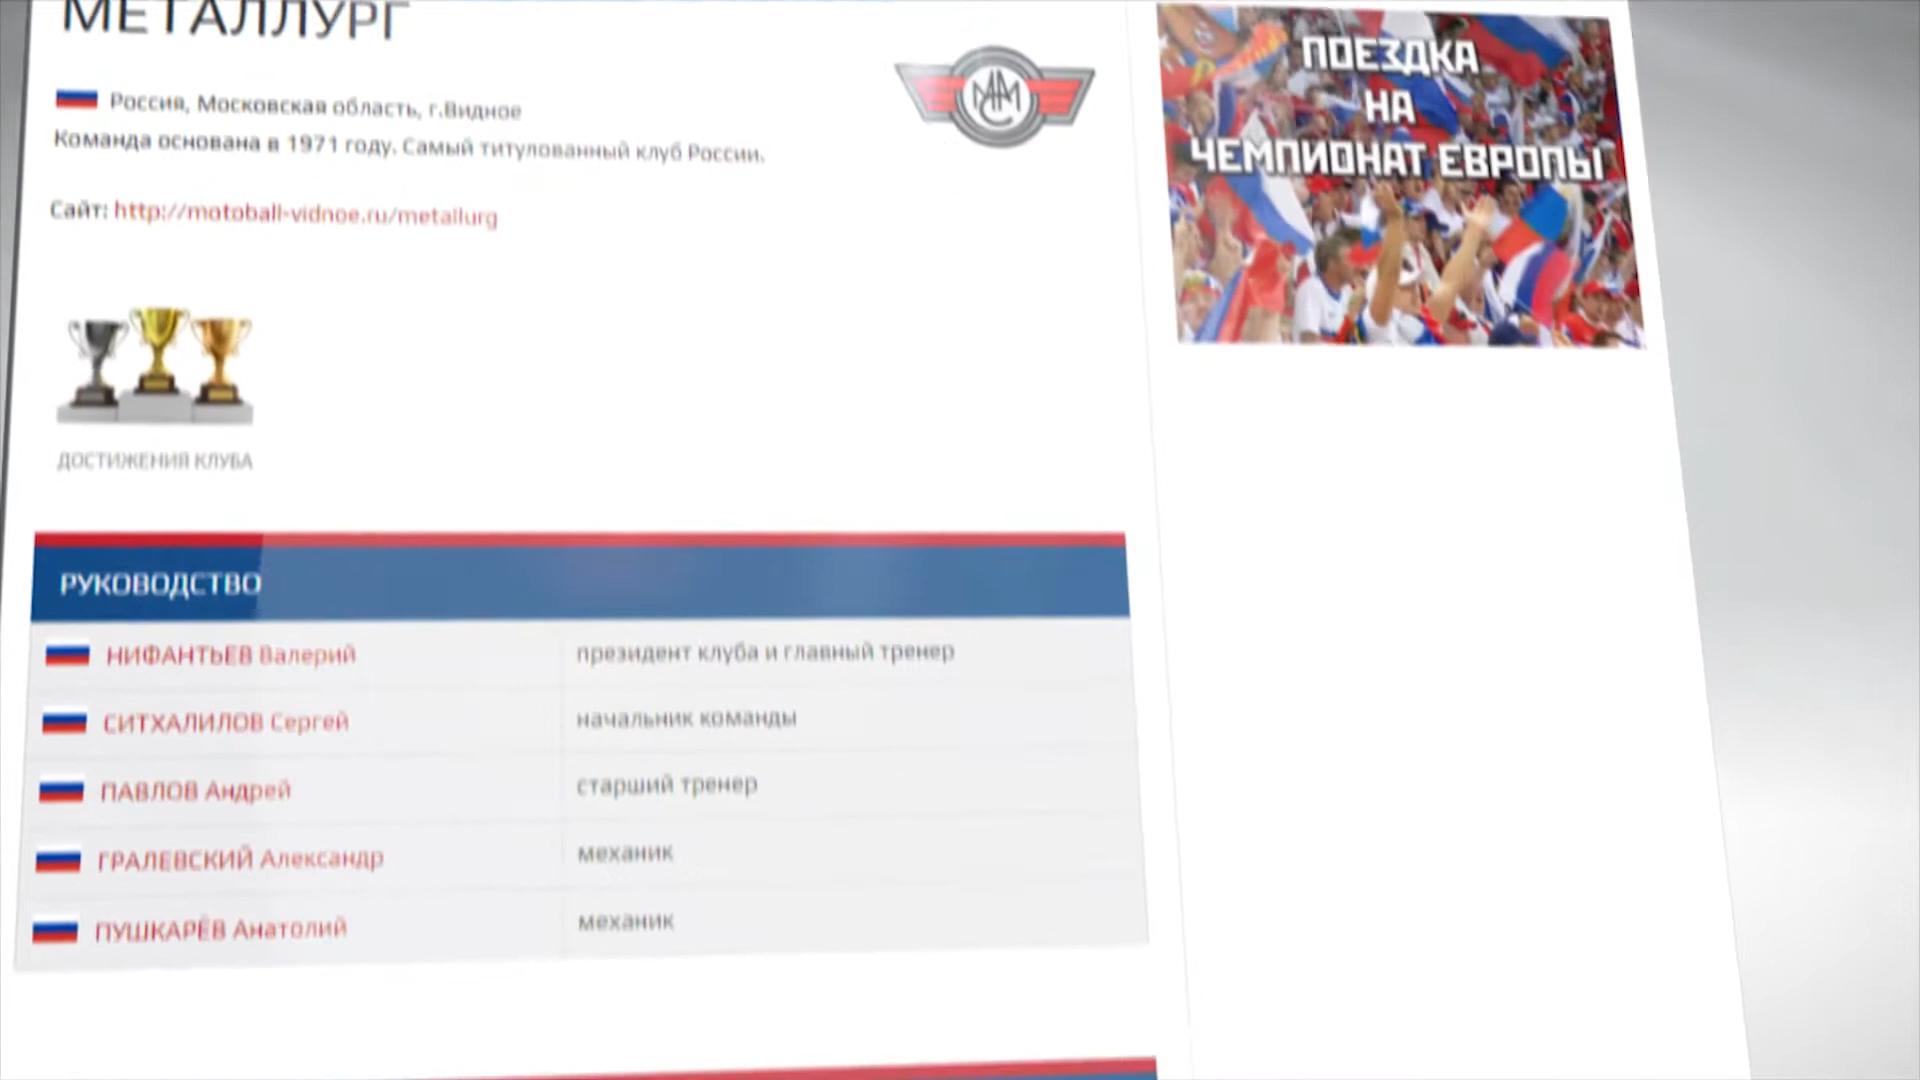 МЕТАЛЛУРГ
Россия, Московская область, г.Видное
Команда основана в 1971 году. Самый титулованный клуб России.
Сайт: http://motoball-vidnoe.ru/metallurg
ДОСТИЖЕНИЯ КЛУБА
РУКОВОДСТВО
НИФАНТЬЕВ Валерий президент клуба и главный тренер
СИТХАЛИЛОВ Сергей начальник команды
ПАВЛОВ Андрей старший тренер
ГРАЛЕВСКИЙ Александр механик
ПУШКАРЁВ Анатолий механик
ПОЕЗДКА
НА
ЧЕМПИОНАТ ЕВРОПЫ